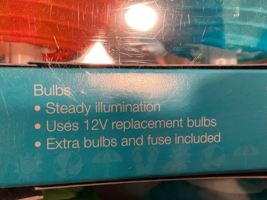 Bulbs
• Steady illumination
• Uses 12V replacement bulbs
• Extra bulbs and fuse included